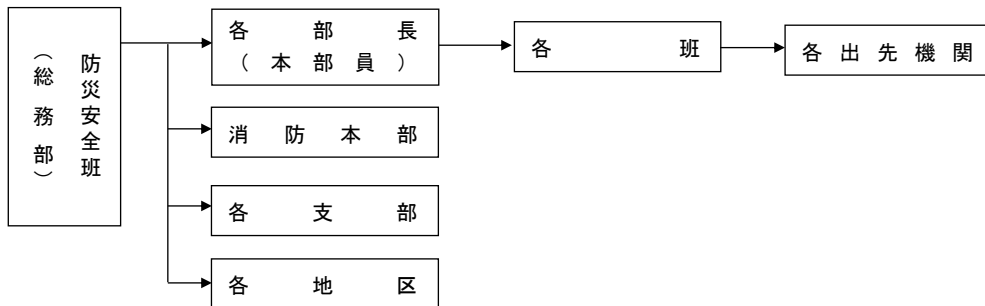 防災安全班
（総務部）
各部長
（本部員）
各班
各出先機関
消防本部
各支部
各地区